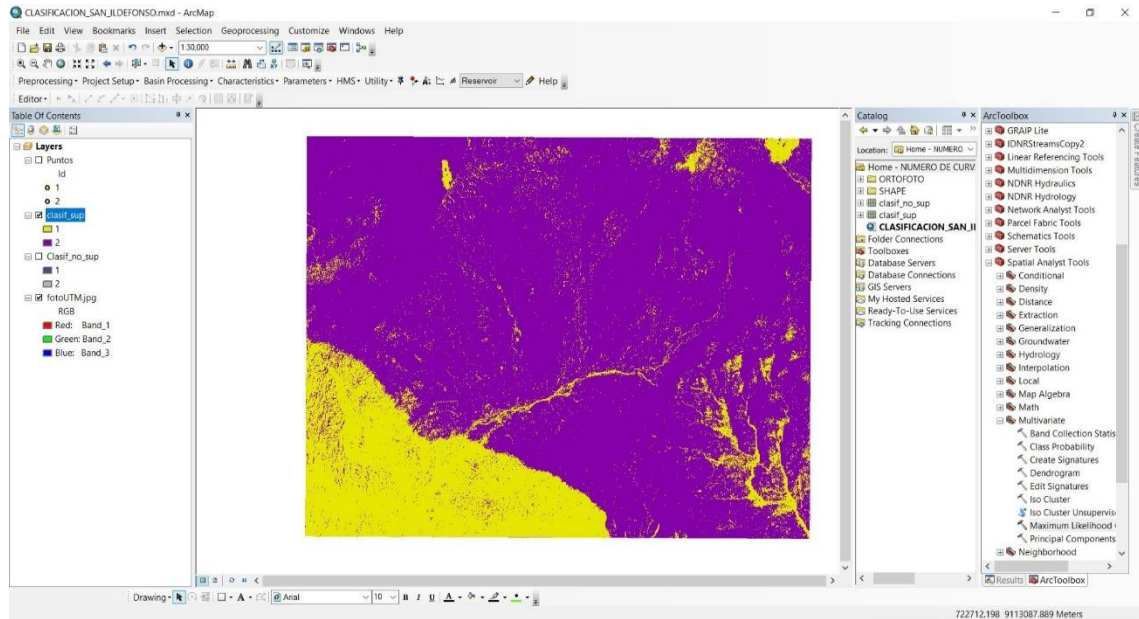 CLASIFICACION_SAN_ILDEFONSO.mxd - ArcMap
File Edit View Bookmarks Insert Selection Geoprocessing Customize Windows Help
1:30,000
Preprocessing Project Setup Basin Processing Characteristics Parameters HMS Utility Reservoir Help
Editor
Table Of Contents
Layers
Puntos
Id
1
2
clasif_sup
1
2
Clasif_no_sup
1
2
fotoUTM.jpg
RGB
Red: Band_1
Green: Band_2
Blue: Band_3
Catalog
Location: Home - NUMERO
Home - NUMERO DE CURV
ORTOFOTO
SHAPE
clasif_no_sup
clasif_sup
CLASIFICACION_SAN_II
Folder Connections
Toolboxes
Database Servers
Database Connections
GIS Servers
My Hosted Services
Ready-To-Use Services
Tracking Connections
ArcToolbox
GRAIP Lite
IDNRStreamsCopy2
Linear Referencing Tools
Multidimension Tools
NDNR Hydraulics
NDNR Hydrology
Network Analyst Tools
Parcel Fabric Tools
Schematics Tools
Server Tools
Spatial Analyst Tools
Conditional
Density
Distance
Extraction
Generalization
Groundwater
Hydrology
Interpolation
Local
Map Algebra
Math
Multivariate
Band Collection Statis
Class Probability
Create Signatures
Dendrogram
Edit Signatures
Iso Cluster
Iso Cluster Unsupervis
Maximum Likelihood
Principal Components
Neighborhood
Results ArcToolbox
Create Features
Drawing A Arial 10 B I U A
722712.198 9113087.889 Meters